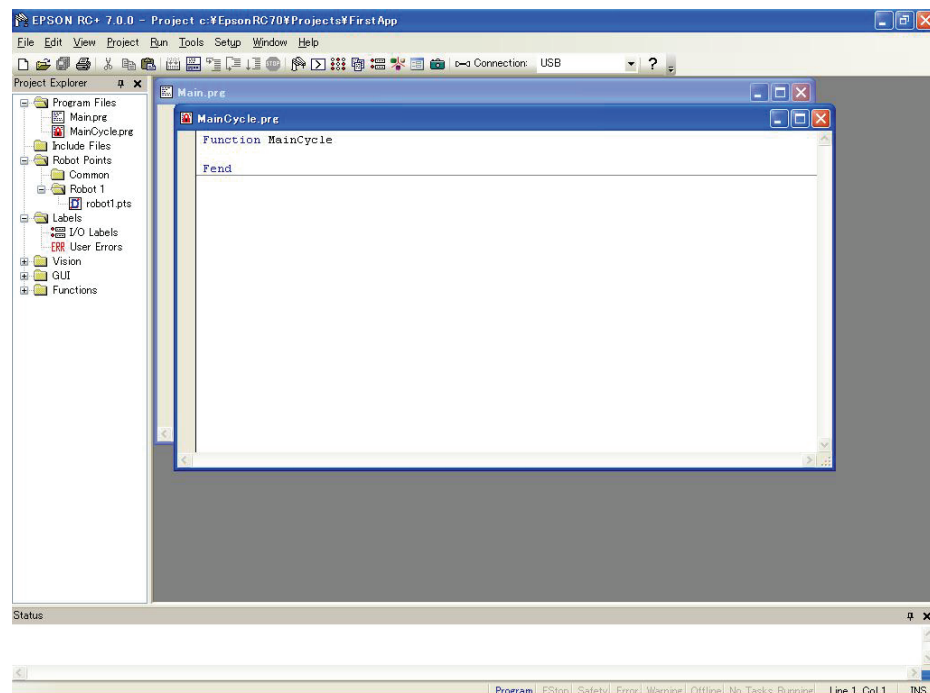 EPSON RC+ 7.0.0 - Project c:¥EpsonRC70¥Projects¥FirstApp
File Edit View Project Run Tools Setup Window Help
Connection: USB ?
Project Explorer
Program Files
Main.prg
MainCycle.prg
Include Files
Robot Points
Common
Robot 1
robot1.pts
Labels
I/O Labels
ERR User Errors
Vision
GUI
Functions
Main.prg
MainCycle.prg
Function MainCycle
Fend
Status
Program EStop Safety Error Warning Offline No Tasks Running Line 1, Col 1 INS